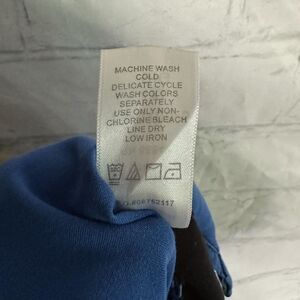 MACHINE WASH
COLD
DELICATE CYCLE
WASH COLORS
SEPARATELY
USE ONLY NON-
CHLORINE BLEACH
LINE DRY
LOW IRON